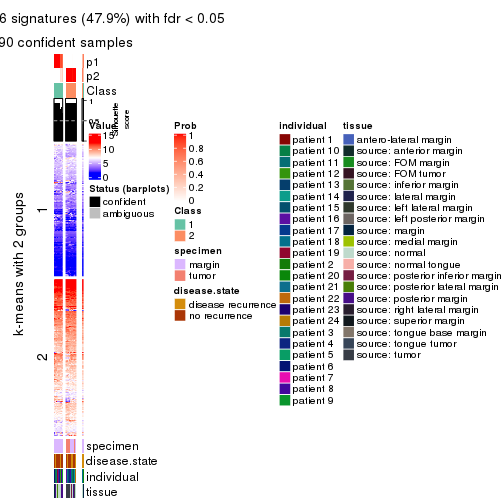 6 signatures (47.9%) with fdr < 0.05
90 confident samples
p1
p2
Class
1
Silhouette
score
k-means with 2 groups
1
2
specimen
disease.state
individual
tissue
Value
15
10
5
0
Status (barplots)
confident
ambiguous
Prob
1
0.8
0.6
0.4
0.2
0
Class
1
2
specimen
margin
tumor
disease.state
disease recurrence
no recurrence
individual
patient 1
patient 10
patient 11
patient 12
patient 13
patient 14
patient 15
patient 16
patient 17
patient 18
patient 19
patient 2
patient 20
patient 21
patient 22
patient 23
patient 24
patient 3
patient 4
patient 5
patient 6
patient 7
patient 8
patient 9
tissue
antero-lateral margin
source: anterior margin
source: FOM margin
source: FOM tumor
source: inferior margin
source: lateral margin
source: left lateral margin
source: left posterior margin
source: margin
source: medial margin
source: normal
source: normal tongue
source: posterior inferior margin
source: posterior lateral margin
source: posterior margin
source: right lateral margin
source: superior margin
source: tongue base margin
source: tongue tumor
source: tumor